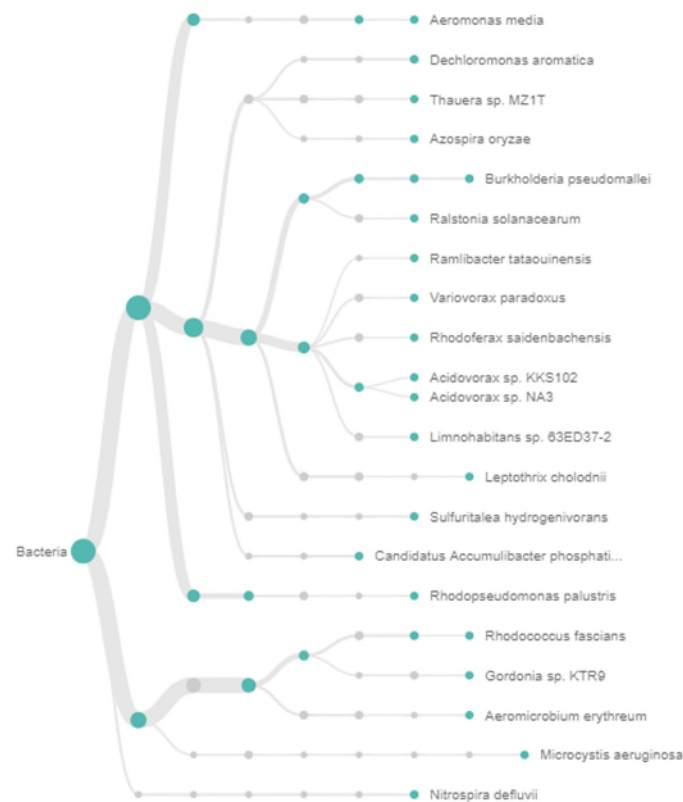 Aeromonas media
Dechloromonas aromatica
Thauera sp. MZ1T
Azospira oryzae
Burkholderia pseudomallei
Ralstonia solanacearum
Ramlibacter tataouinensis
Variovorax paradoxus
Rhodoferax saidenbachensis
Acidovorax sp. KKS102
Acidovorax sp. NA3
Limnohabitans sp. 63ED37-2
Leptothrix cholodnii
Sulfuritalea hydrogenivorans
Bacteria
Candidatus Accumulibacter phosphati...
Rhodopseudomonas palustris
Rhodococcus fascians
Gordonia sp. KTR9
Aeromicrobium erythreum
Microcystis aeruginosa
Nitrospira defluvii